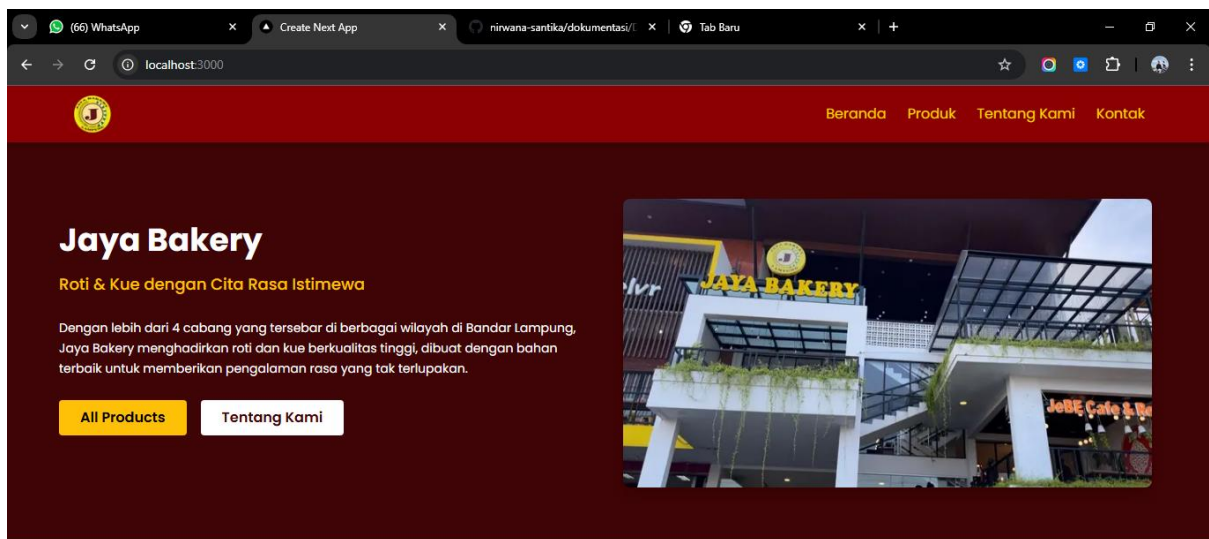 (66) WhatsApp
Create Next App
nirwana-santika/dokumentasi/
Tab Baru
localhost:3000
J
Beranda Produk Tentang Kami Kontak
Jaya Bakery
Roti & Kue dengan Cita Rasa Istimewa
Dengan lebih dari 4 cabang yang tersebar di berbagai wilayah di Bandar Lampung,
Jaya Bakery menghadirkan roti dan kue berkualitas tinggi, dibuat dengan bahan
terbaik untuk memberikan pengalaman rasa yang tak terlupakan.
All Products
Tentang Kami
J
JAYA BAKERY
JeBE Cafe &